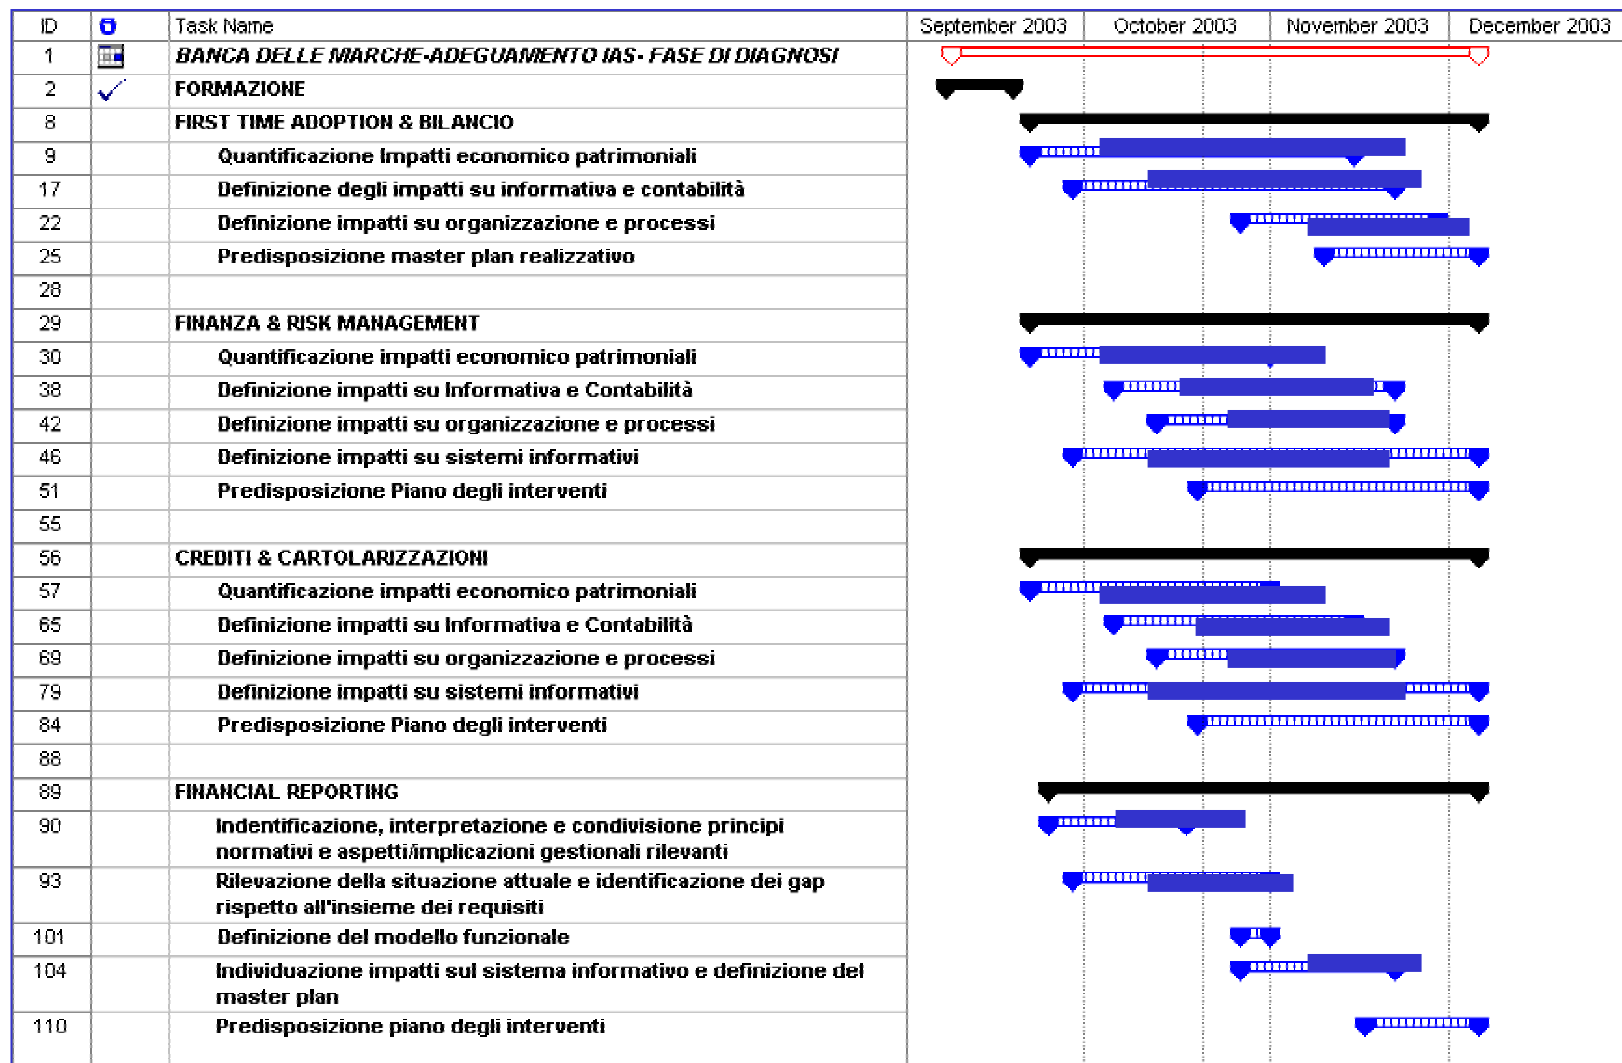 ID Task Name September 2003 October 2003 November 2003 December 2003
1 BANCA DELLE MARCHE-ADEGUAMENTO IAS- FASE DI DIAGNOSI
2 FORMAZIONE
8 FIRST TIME ADOPTION & BILANCIO
9 Quantificazione Impatti economico patrimoniali
17 Definizione degli impatti su informativa e contabilità
22 Definizione impatti su organizzazione e processi
25 Predisposizione master plan realizzativo
28
29 FINANZA & RISK MANAGEMENT
30 Quantificazione impatti economico patrimoniali
38 Definizione impatti su Informativa e Contabilità
42 Definizione impatti su organizzazione e processi
46 Definizione impatti su sistemi informativi
51 Predisposizione Piano degli interventi
55
56 CREDITI & CARTOLARIZZAZIONI
57 Quantificazione impatti economico patrimoniali
65 Definizione impatti su Informativa e Contabilità
69 Definizione impatti su organizzazione e processi
79 Definizione impatti su sistemi informativi
84 Predisposizione Piano degli interventi
88
89 FINANCIAL REPORTING
90 Indentificazione, interpretazione e condivisione principi
normativi e aspetti/implicazioni gestionali rilevanti
93 Rilevazione della situazione attuale e identificazione dei gap
rispetto all'insieme dei requisiti
101 Definizione del modello funzionale
104 Individuazione impatti sul sistema informativo e definizione del
master plan
110 Predisposizione piano degli interventi